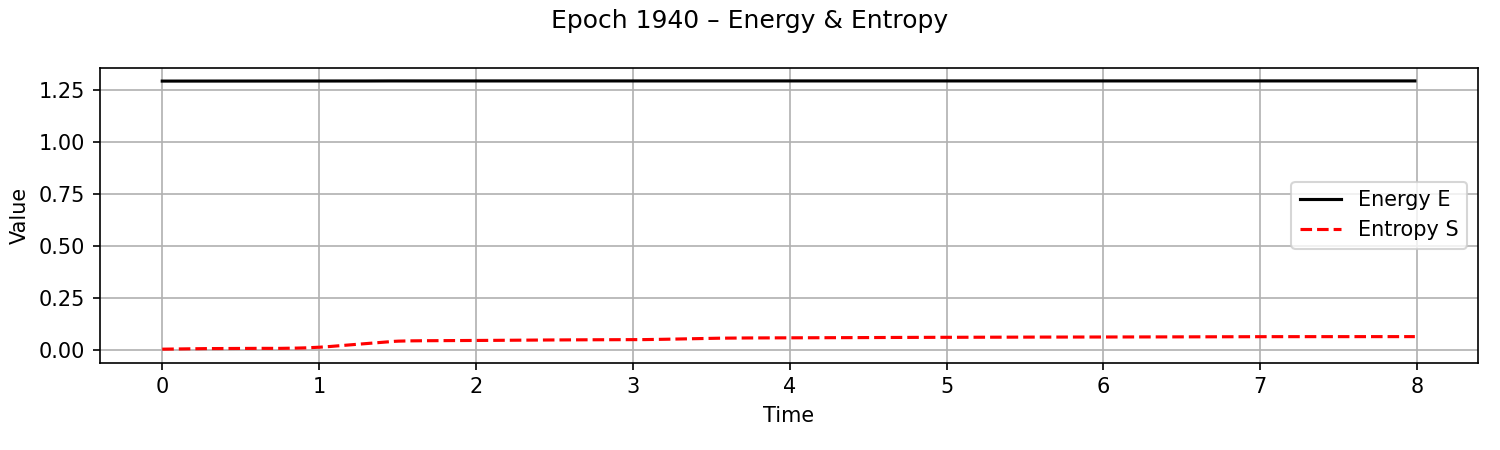 Epoch 1940 – Energy & Entropy
Value
1.25
1.00
0.75
0.50
0.25
0.00
Energy E
Entropy S
0 1 2 3 4 5 6 7 8
Time